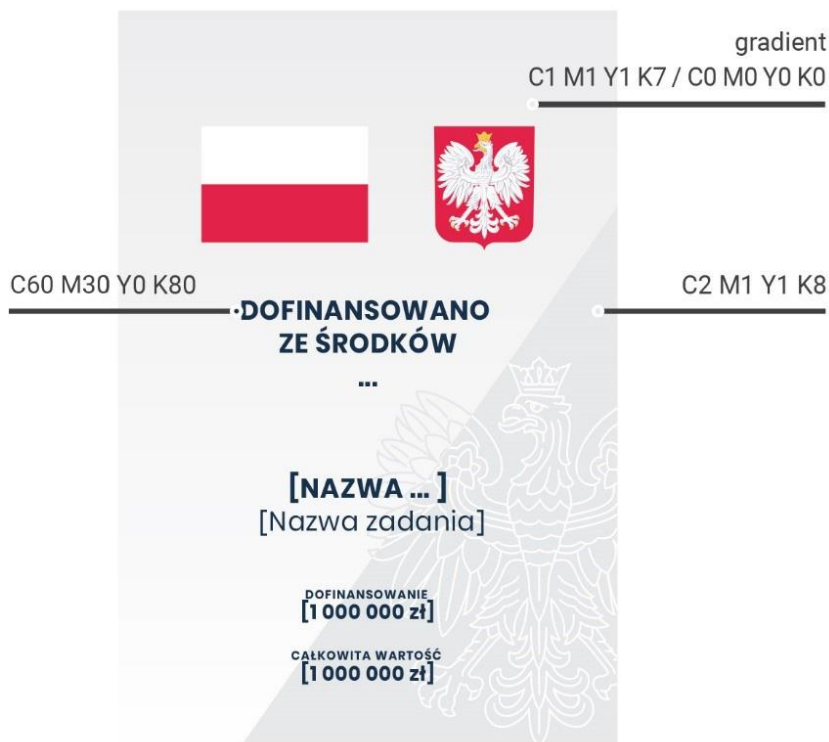 gradient
C1 M1 Y1 K7 / C0 M0 Y0 K0
C60 M30 Y0 K80
C2 M1 Y1 K8
DOFINANSOWANO
ZE ŚRODKÓW
...
[NAZWA ... ]
[Nazwa zadania]
DOFINANSOWANIE
[1 000 000 zł]
CAŁKOWITA WARTOŚĆ
[1 000 000 zł]